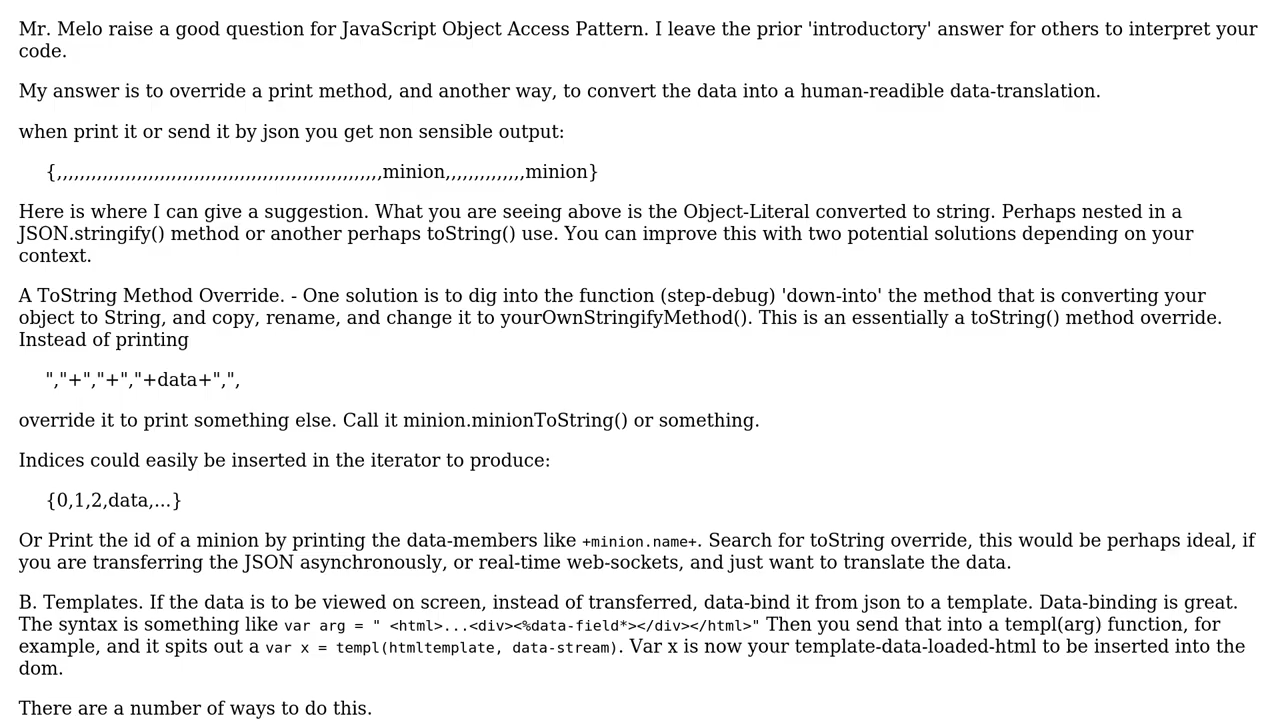 Mr. Melo raise a good question for JavaScript Object Access Pattern. I leave the prior 'introductory' answer for others to interpret your
code.
My answer is to override a print method, and another way, to convert the data into a human-readible data-translation.
when print it or send it by json you get non sensible output:
{,,,,,,,,,,,,,,,,,,,,,,,,,,,,,,,,,,,,,,,,,,,,,,,,,,,,,,,,,minion,,,,,,,,,,,,,,minion}
Here is where I can give a suggestion. What you are seeing above is the Object-Literal converted to string. Perhaps nested in a
JSON.stringify() method or another perhaps toString() use. You can improve this with two potential solutions depending on your
context.
A ToString Method Override. - One solution is to dig into the function (step-debug) 'down-into' the method that is converting your
object to String, and copy, rename, and change it to yourOwnStringifyMethod(). This is an essentially a toString() method override.
Instead of printing
","+","+","+data+",",
override it to print something else. Call it minion.minionToString() or something.
Indices could easily be inserted in the iterator to produce:
{0,1,2,data,...}
Or Print the id of a minion by printing the data-members like +minion.name+. Search for toString override, this would be perhaps ideal, if
you are transferring the JSON asynchronously, or real-time web-sockets, and just want to translate the data.
B. Templates. If the data is to be viewed on screen, instead of transferred, data-bind it from json to a template. Data-binding is great.
The syntax is something like var arg = " <html>...<div><%data-field*></div></html>" Then you send that into a templ(arg) function, for
example, and it spits out a var x = templ(htmltemplate, data-stream). Var x is now your template-data-loaded-html to be inserted into the
dom.
There are a number of ways to do this.